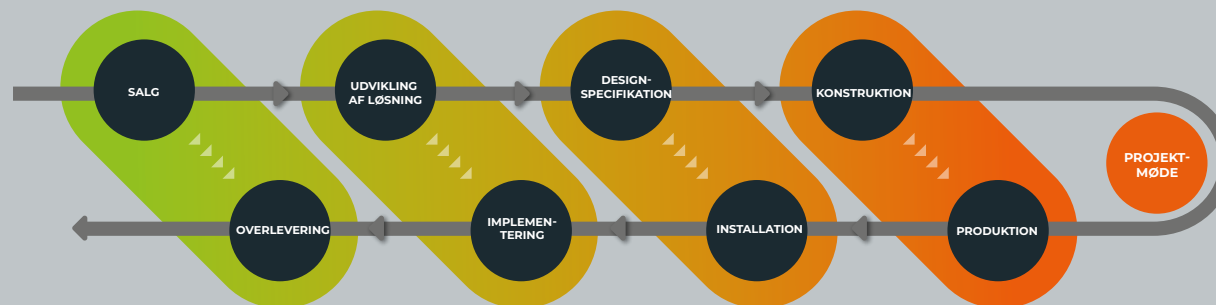 SALG
UDVIKLING
AF LØSNING
DESIGN-
SPECIFIKATION
KONSTRUKTION
PROJEKT-
MØDE
PRODUKTION
INSTALLATION
IMPLEMEN-
TERING
OVERLEVERING